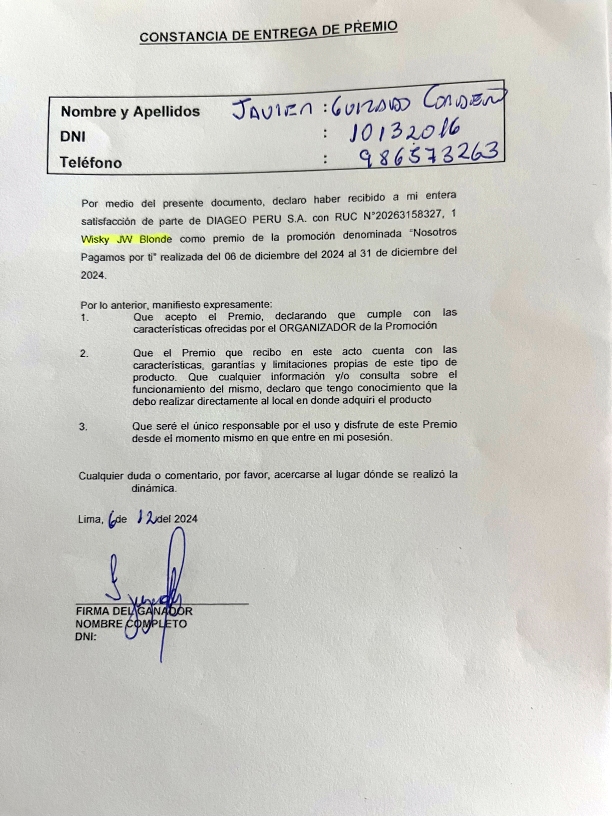 CONSTANCIA DE ENTREGA DE PREMIO
Nombre y Apellidos : JAVIER GUIZADO
DNI : 10132016
Teléfono : 986573263
Por medio del presente documento, declaro haber recibido a mi entera
satisfacción de parte de DIAGEO PERU S.A. con RUC N°20263158327, 1
Wisky JW Blonde como premio de la promoción denominada "Nosotros
Pagamos por ti" realizada del 06 de diciembre del 2024 al 31 de diciembre del
2024.
Por lo anterior, manifiesto expresamente:
1. Que acepto el Premio, declarando que cumple con las
características ofrecidas por el ORGANIZADOR de la Promoción
2. Que el Premio que recibo en este acto cuenta con las
características, garantías y limitaciones propias de este tipo de
producto. Que cualquier información y/o consulta sobre el
funcionamiento del mismo, declaro que tengo conocimiento que la
debo realizar directamente al local en donde adquirí el producto
3. Que seré el único responsable por el uso y disfrute de este Premio
desde el momento mismo en que entre en mi posesión.
Cualquier duda o comentario, por favor, acercarse al lugar dónde se realizó la
dinámica.
Lima, 6 de 12 del 2024
FIRMA DEL GANADOR
NOMBRE COMPLETO
DNI: